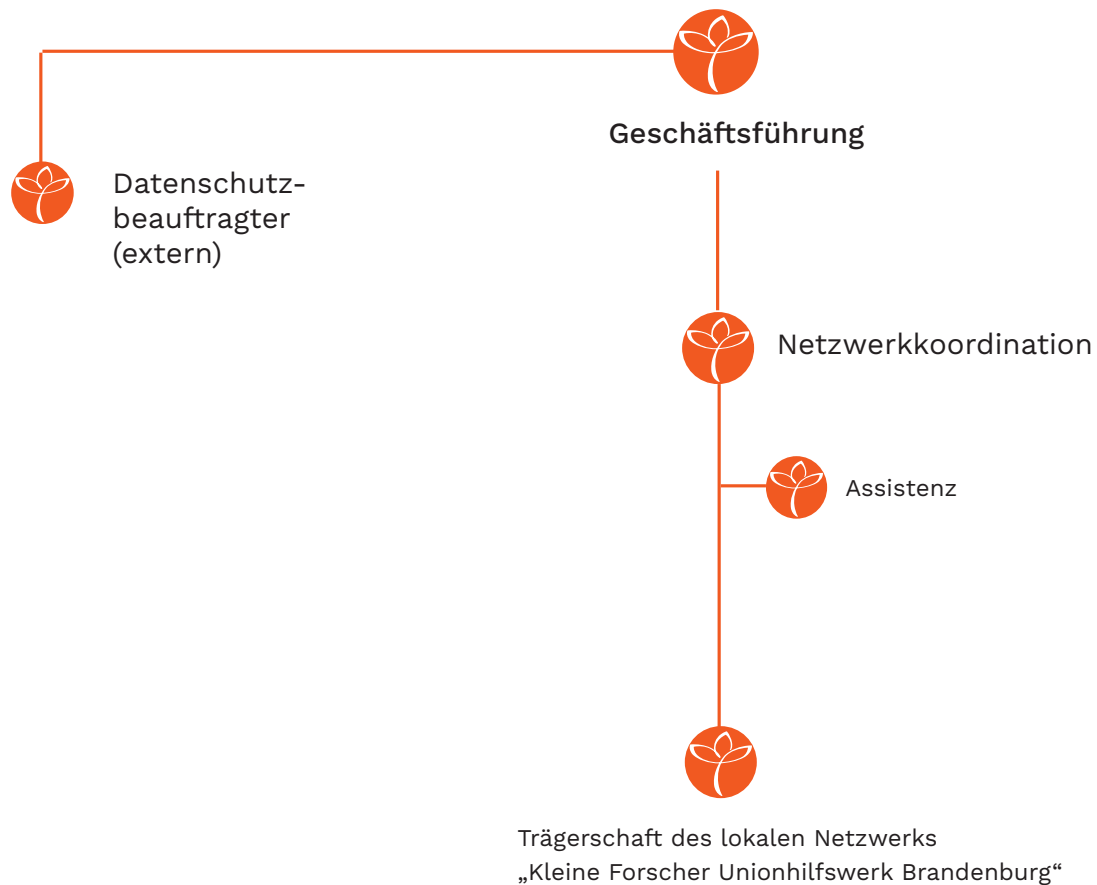 Geschäftsführung
Datenschutz-
beauftragter
(extern)
Netzwerkkoordination
Assistenz
Trägerschaft des lokalen Netzwerks
„Kleine Forscher Unionhilfswerk Brandenburg“